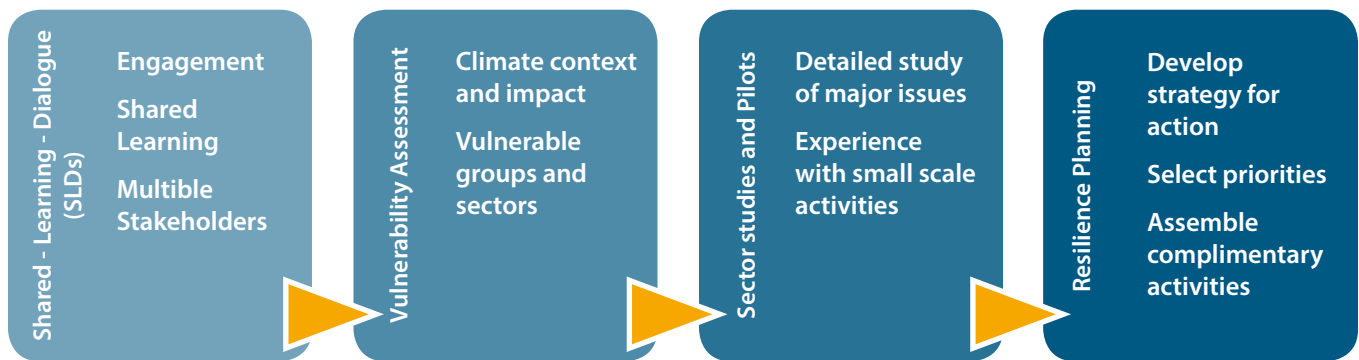 Shared - Learning - Dialogue
(SLDs)
Engagement
Shared
Learning
Multible
Stakeholders
Vulnerability Assessment
Climate context
and impact
Vulnerable
groups and
sectors
Sector studies and Pilots
Detailed study
of major issues
Experience
with small scale
activities
Resilience Planning
Develop
strategy for
action
Select priorities
Assemble
complimentary
activities